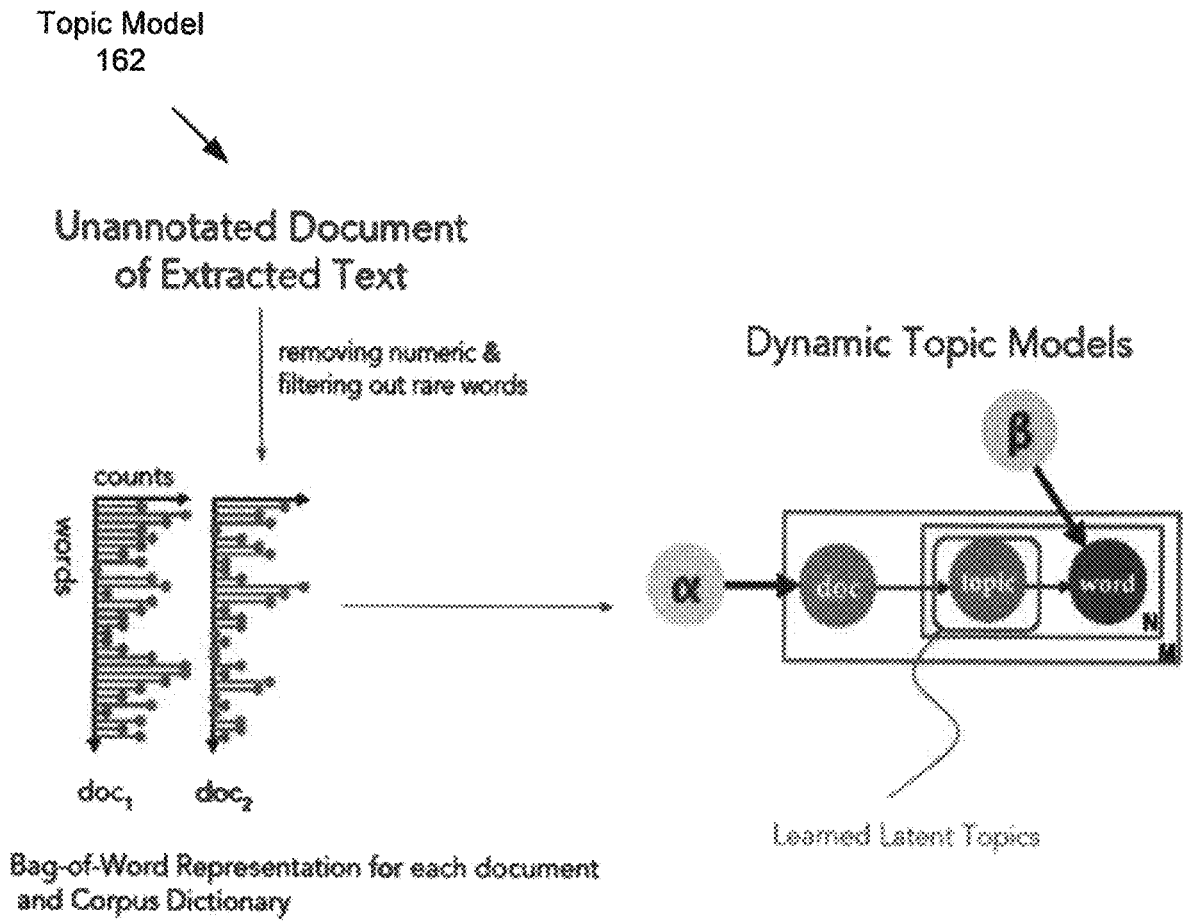 Topic Model
162
Unannotated Document
of Extracted Text
removing numeric &
filtering out rare words
counts
words
doc1
doc2
Bag-of-Word Representation for each document
and Corpus Dictionary
Dynamic Topic Models
β
α
doc
topic
word
N
M
Learned Latent Topics